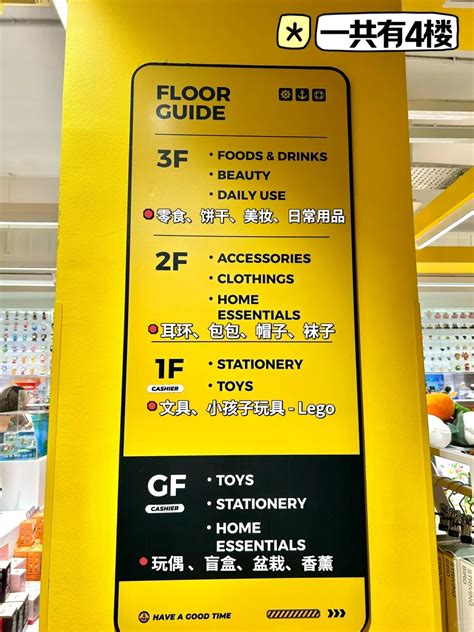 一共有4楼
FLOOR
GUIDE
3F
• FOODS & DRINKS
• BEAUTY
• DAILY USE
零食、饼干、美妆、日常用品
2F
• ACCESSORIES
• CLOTHINGS
• HOME
ESSENTIALS
耳环、包包、帽子、袜子
1F
CASHIER
• STATIONERY
• TOYS
文具、小孩子玩具 - Lego
GF
CASHIER
• TOYS
• STATIONERY
• HOME
ESSENTIALS
玩偶、盲盒、盆栽、香薰
HAVE A GOOD TIME